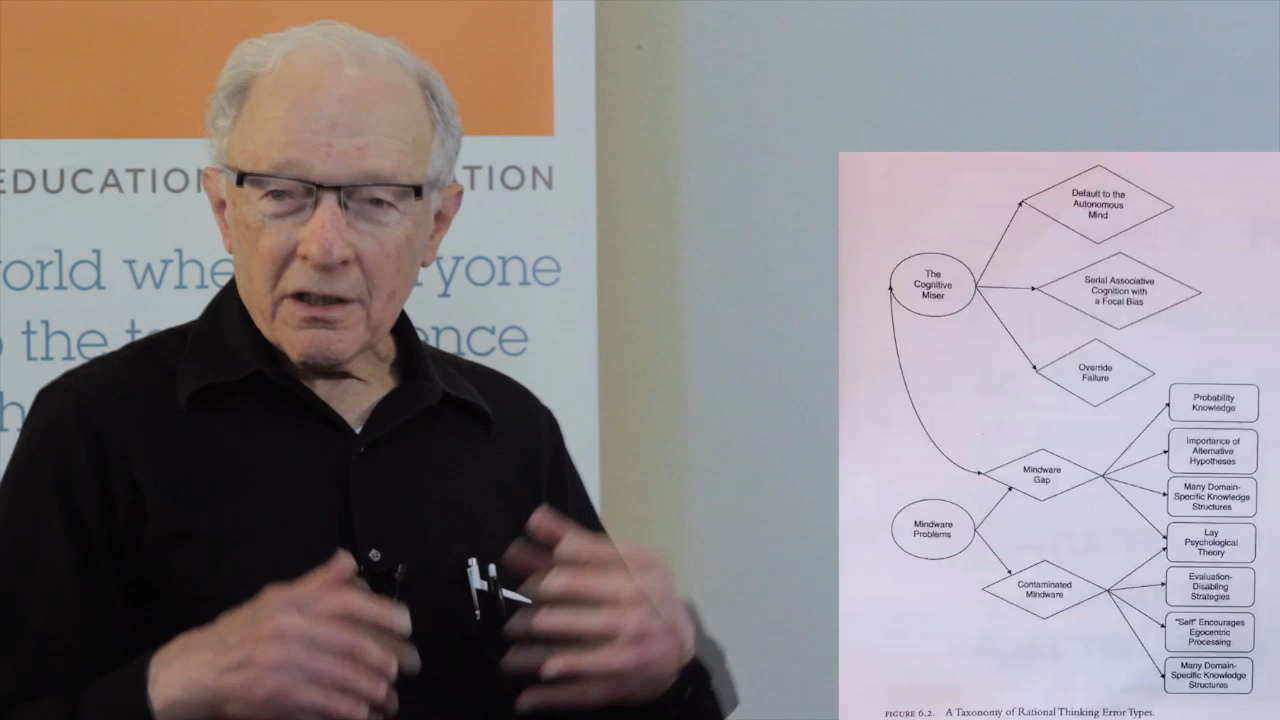 EDUCATION
TION
orld whe
ryone
the t
ence
h
Default to the
Autonomous
Mind
The
Cognitive
Miser
Serial Associative
Cognition with
a Focal Bias
Override
Failure
Probability
Knowledge
Importance of
Alternative
Hypotheses
Mindware
Gap
Many Domain-
Specific Knowledge
Structures
Mindware
Problems
Lay
Psychological
Theory
Contaminated
Mindware
Evaluation-
Disabling
Strategies
"Self" Encourages
Egocentric
Processing
Many Domain-
Specific Knowledge
Structures
FIGURE 6.2. A Taxonomy of Rational Thinking Error Types.